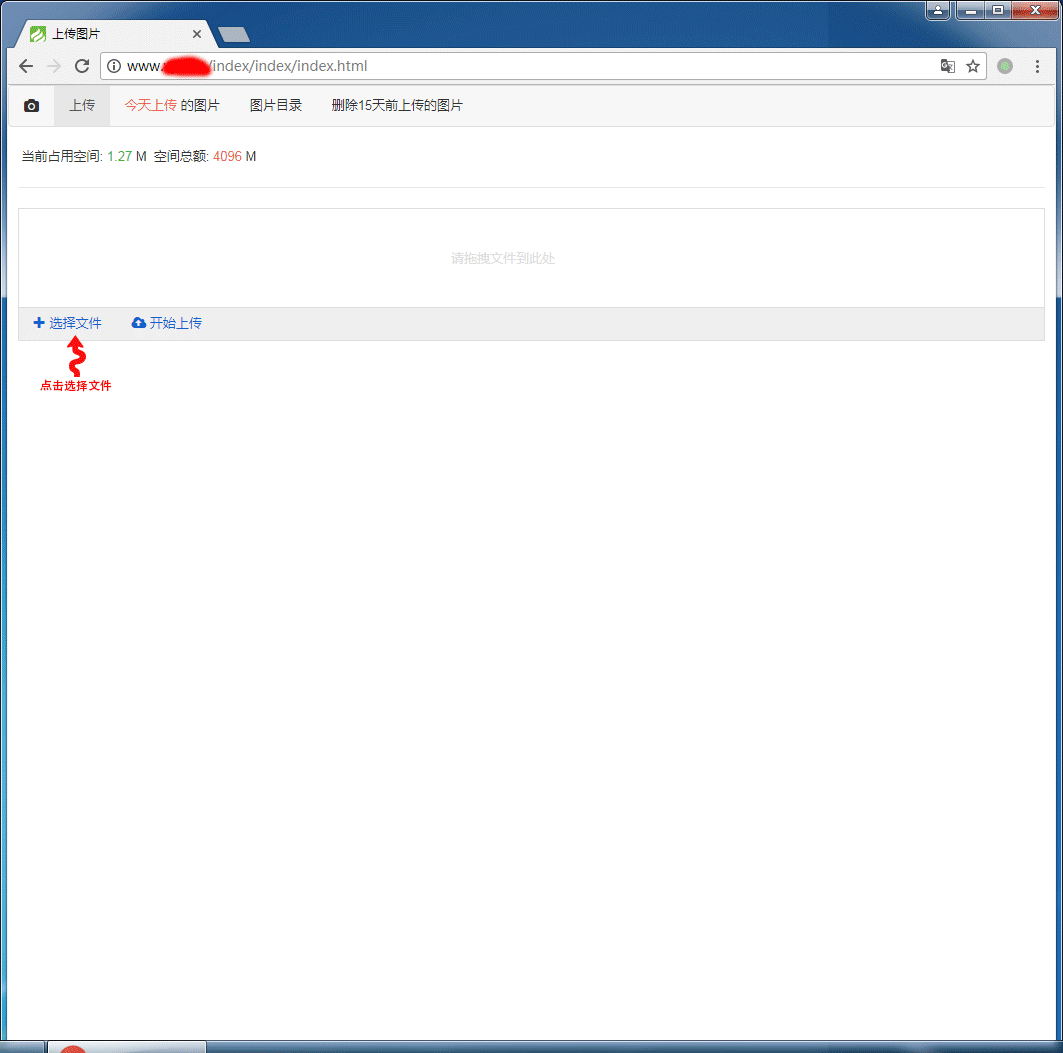 上传图片
www.
/index/index/index.html
上传 今天上传 的图片 图片目录 删除15天前上传的图片
当前占用空间: 1.27 M 空间总额: 4096 M
请拖拽文件到此处
选择文件 开始上传
点击选择文件